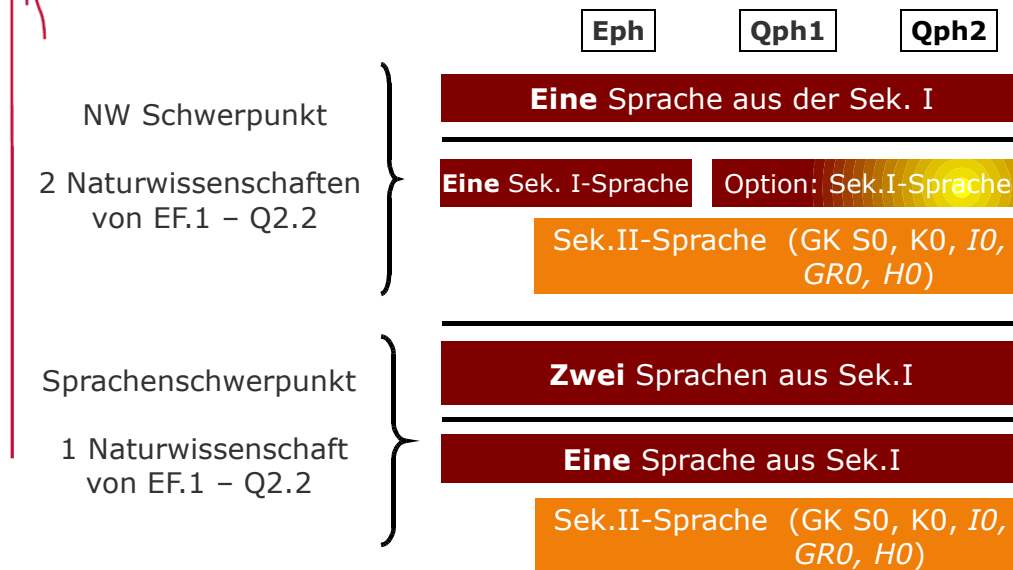 Eph Qph1 Qph2
NW Schwerpunkt
2 Naturwissenschaften
von EF.1 – Q2.2
Eine Sprache aus der Sek. I
Eine Sek. I-Sprache
Option: Sek.I-Sprache
Sek.II-Sprache (GK S0, K0, I0,
GR0, H0)
Sprachenschwerpunkt
1 Naturwissenschaft
von EF.1 – Q2.2
Zwei Sprachen aus Sek.I
Eine Sprache aus Sek.I
Sek.II-Sprache (GK S0, K0, I0,
GR0, H0)